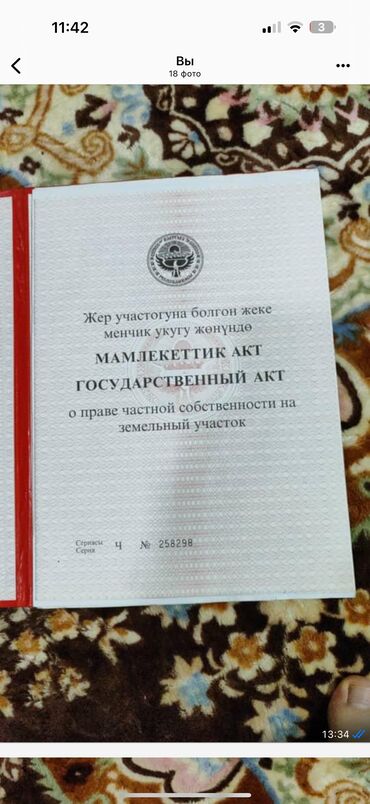 11:42
3
Вы
18 фото
Жер участогуна болгон жеке
менчик укугу жөнүндө
МАМЛЕКЕТТИК АКТ
ГОСУДАРСТВЕННЫЙ АКТ
о праве частной собственности на
земельный участок
Сериясы
Серия Ч № 258298
13:34